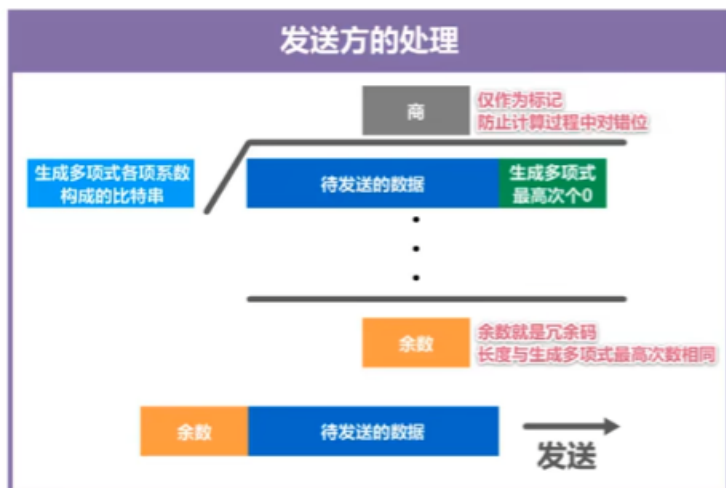 发送方的处理
商
仅作为标记
防止计算过程中对错位
生成多项式各项系数
构成的比特串
待发送的数据
生成多项式
最高次个0
余数
余数就是冗余码
长度与生成多项式最高次数相同
余数
待发送的数据
发送